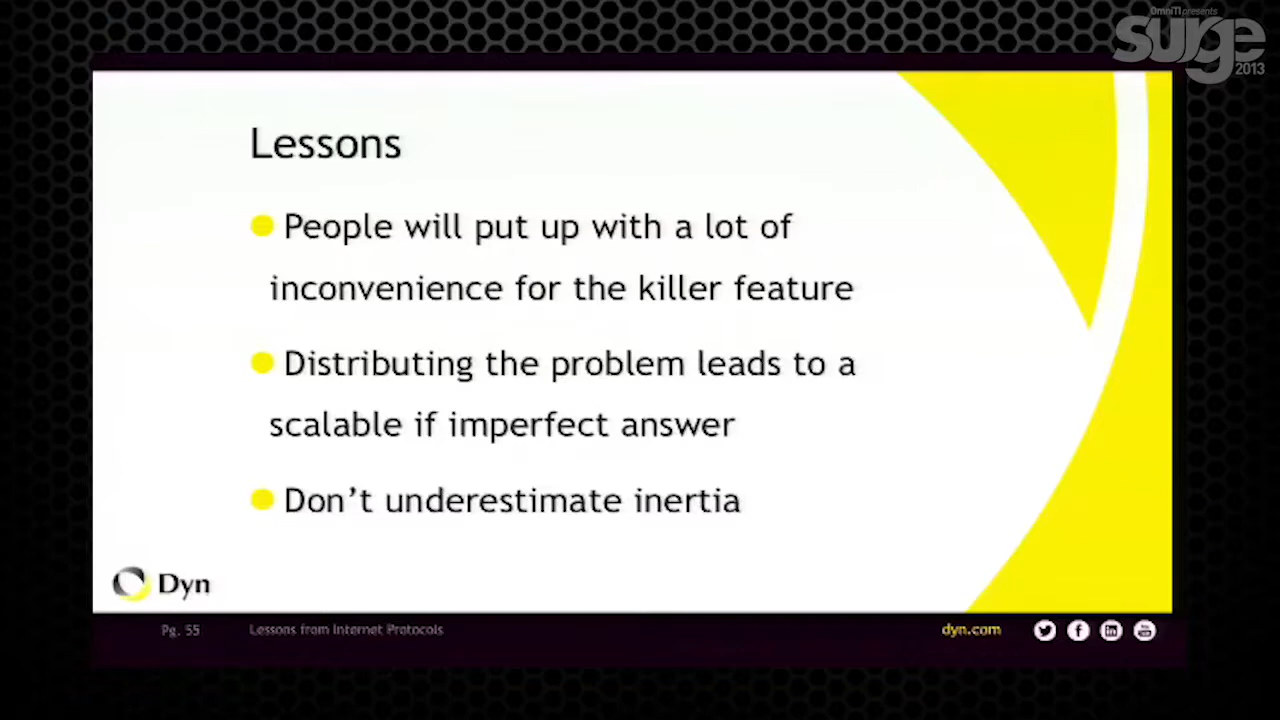 OmniTI presents
surge
2013
Lessons
People will put up with a lot of
inconvenience for the killer feature
Distributing the problem leads to a
scalable if imperfect answer
Don’t underestimate inertia
Dyn
Pg. 55
Lessons from Internet Protocols
dyn.com